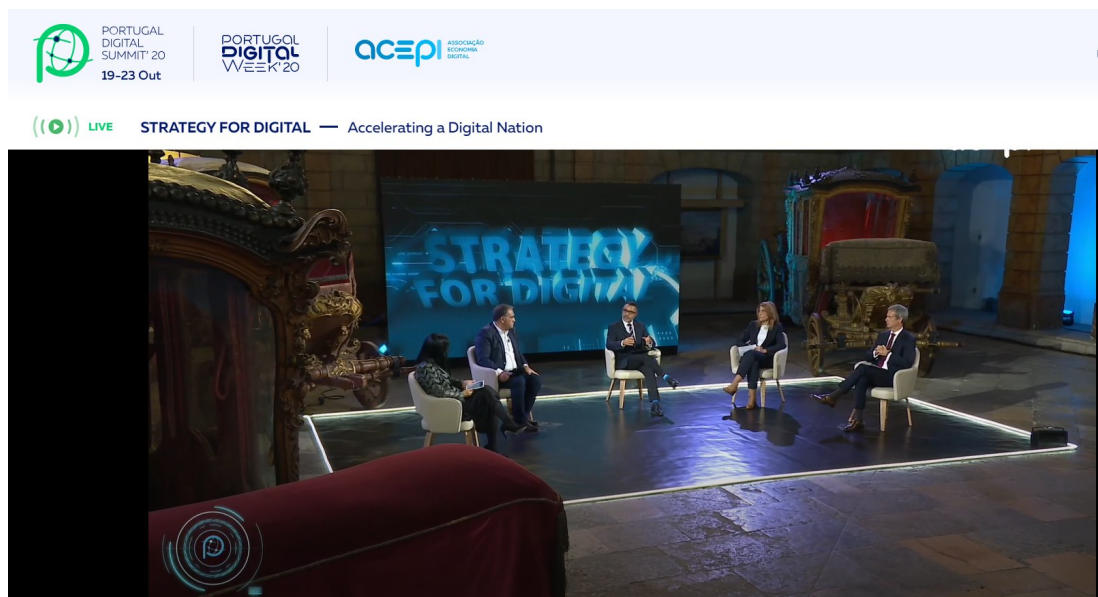 PORTUGAL
DIGITAL
SUMMIT' 20
19-23 Out
PORTUGAL
DIGITAL
WEEK'20
acepi
ASSOCIAÇÃO
ECONOMIA
DIGITAL
LIVE
STRATEGY FOR DIGITAL — Accelerating a Digital Nation
STRATEGY
FOR DIGITAL